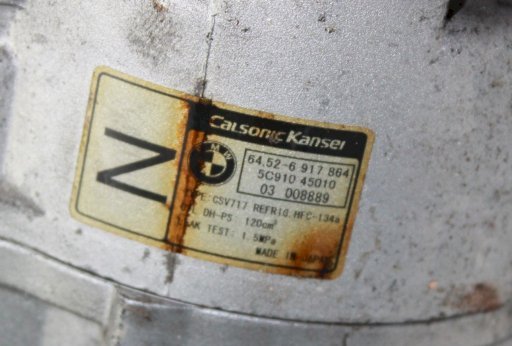 CALSONIC KANSEI
N
BMW
64.52-6 917 864
5C910 45010
03 008889
TYPE: CSV717 REFRIG. HFC-134a
OIL DH-PS 120cm³
LEAK TEST: 1.5MPa
MADE IN JAPAN